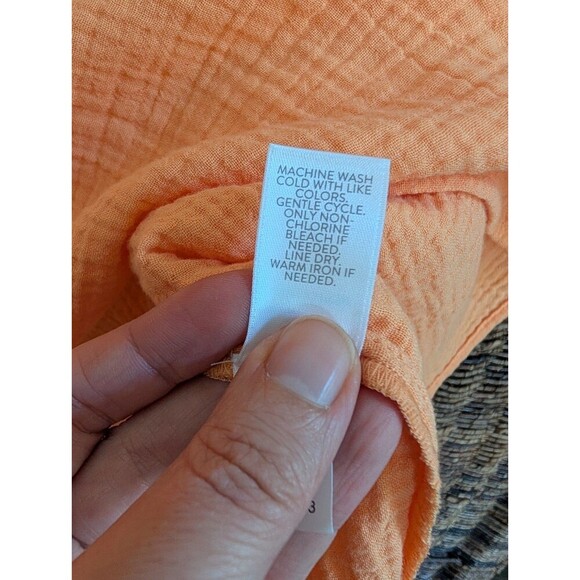 MACHINE WASH
COLD WITH LIKE
COLORS.
GENTLE CYCLE.
ONLY NON-
CHLORINE
BLEACH IF
NEEDED.
LINE DRY.
WARM IRON IF
NEEDED.
3